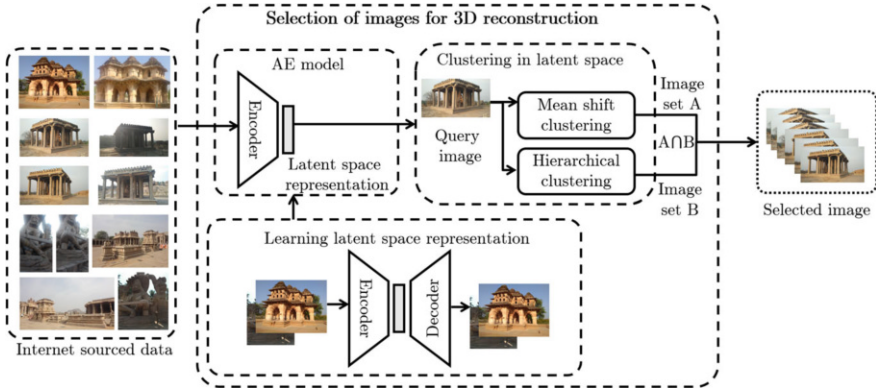 Selection of images for 3D reconstruction
AE model
Encoder
Latent space
representation
Clustering in latent space
Query
image
Mean shift
clustering
Hierarchical
clustering
Image
set A
A∩B
Image
set B
Selected image
Learning latent space representation
Encoder
Decoder
Internet sourced data